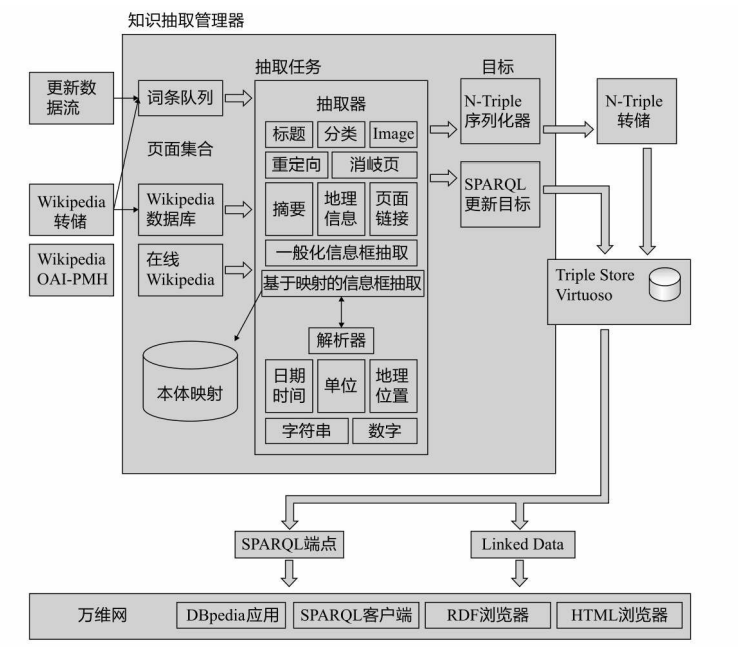 知识抽取管理器
抽取任务
目标
更新数
据流
词条队列
抽取器
N-Triple
序列化器
N-Triple
转储
标题
分类
Image
页面集合
重定向
消岐页
Wikipedia
转储
Wikipedia
数据库
摘要
地理
信息
页面
链接
SPARQL
更新目标
Wikipedia
OAI-PMH
在线
Wikipedia
一般化信息框抽取
基于映射的信息框抽取
Triple Store
Virtuoso
解析器
本体映射
日期
时间
单位
地理
位置
字符串
数字
SPARQL端点
Linked Data
万维网
DBpedia应用
SPARQL客户端
RDF浏览器
HTML浏览器